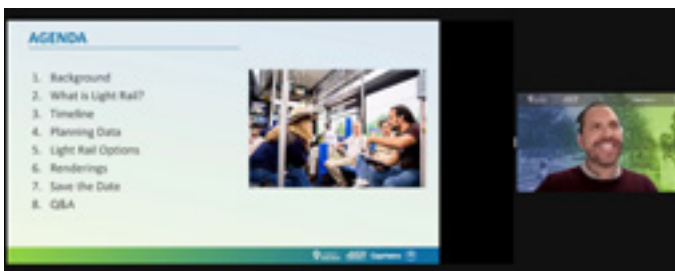 AGENDA
1. Background
2. What is Light Rail?
3. Timeline
4. Planning Data
5. Light Rail Options
6. Renderings
7. Save the Date
8. Q&A